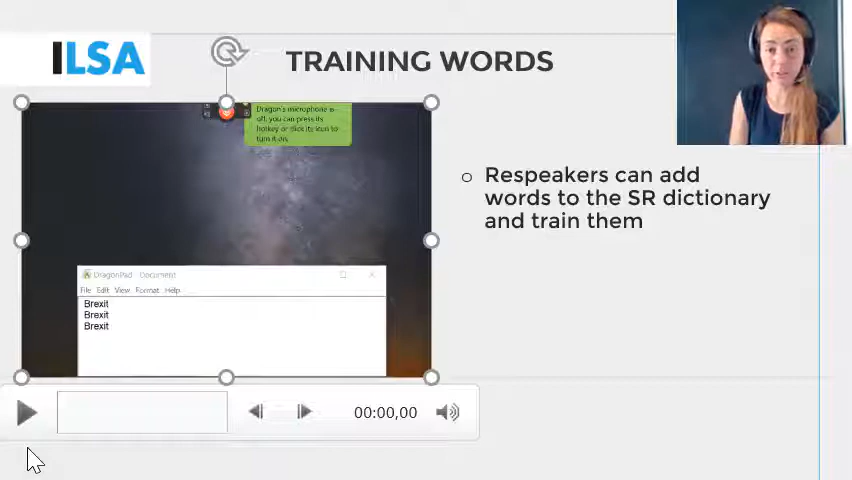 ILSA
TRAINING WORDS
Dragon's microphone is
off, you can press its
hotkey or click its icon to
turn it on.
Respeakers can add
words to the SR dictionary
and train them
DragonPad - Document
File Edit View Format Help
Brexit
Brexit
Brexit
00:00,00